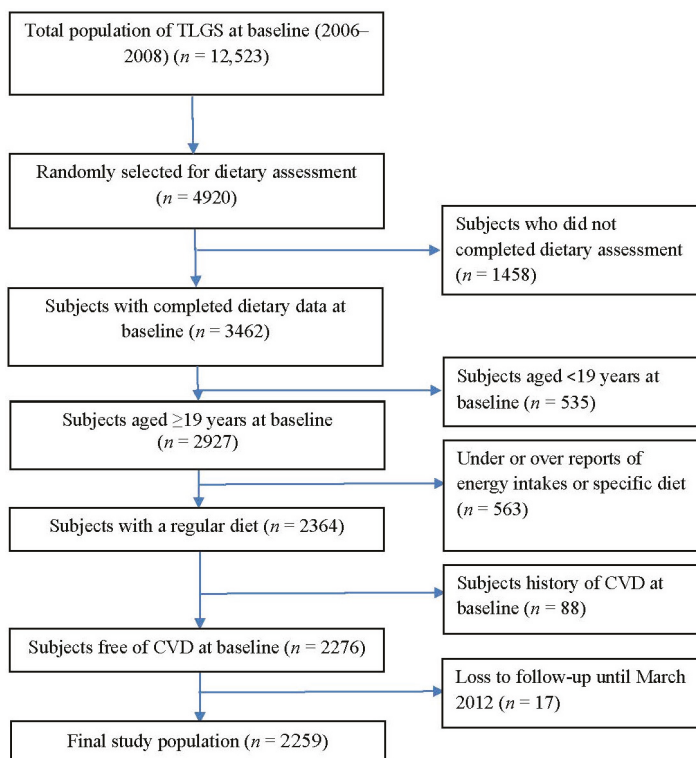 Total population of TLGS at baseline (2006–
2008) (n = 12,523)
Randomly selected for dietary assessment
(n = 4920)
Subjects who did not
completed dietary assessment
(n = 1458)
Subjects with completed dietary data at
baseline (n = 3462)
Subjects aged <19 years at
baseline (n = 535)
Subjects aged ≥19 years at baseline
(n = 2927)
Under or over reports of
energy intakes or specific diet
(n = 563)
Subjects with a regular diet (n = 2364)
Subjects history of CVD at
baseline (n = 88)
Subjects free of CVD at baseline (n = 2276)
Loss to follow-up until March
2012 (n = 17)
Final study population (n = 2259)